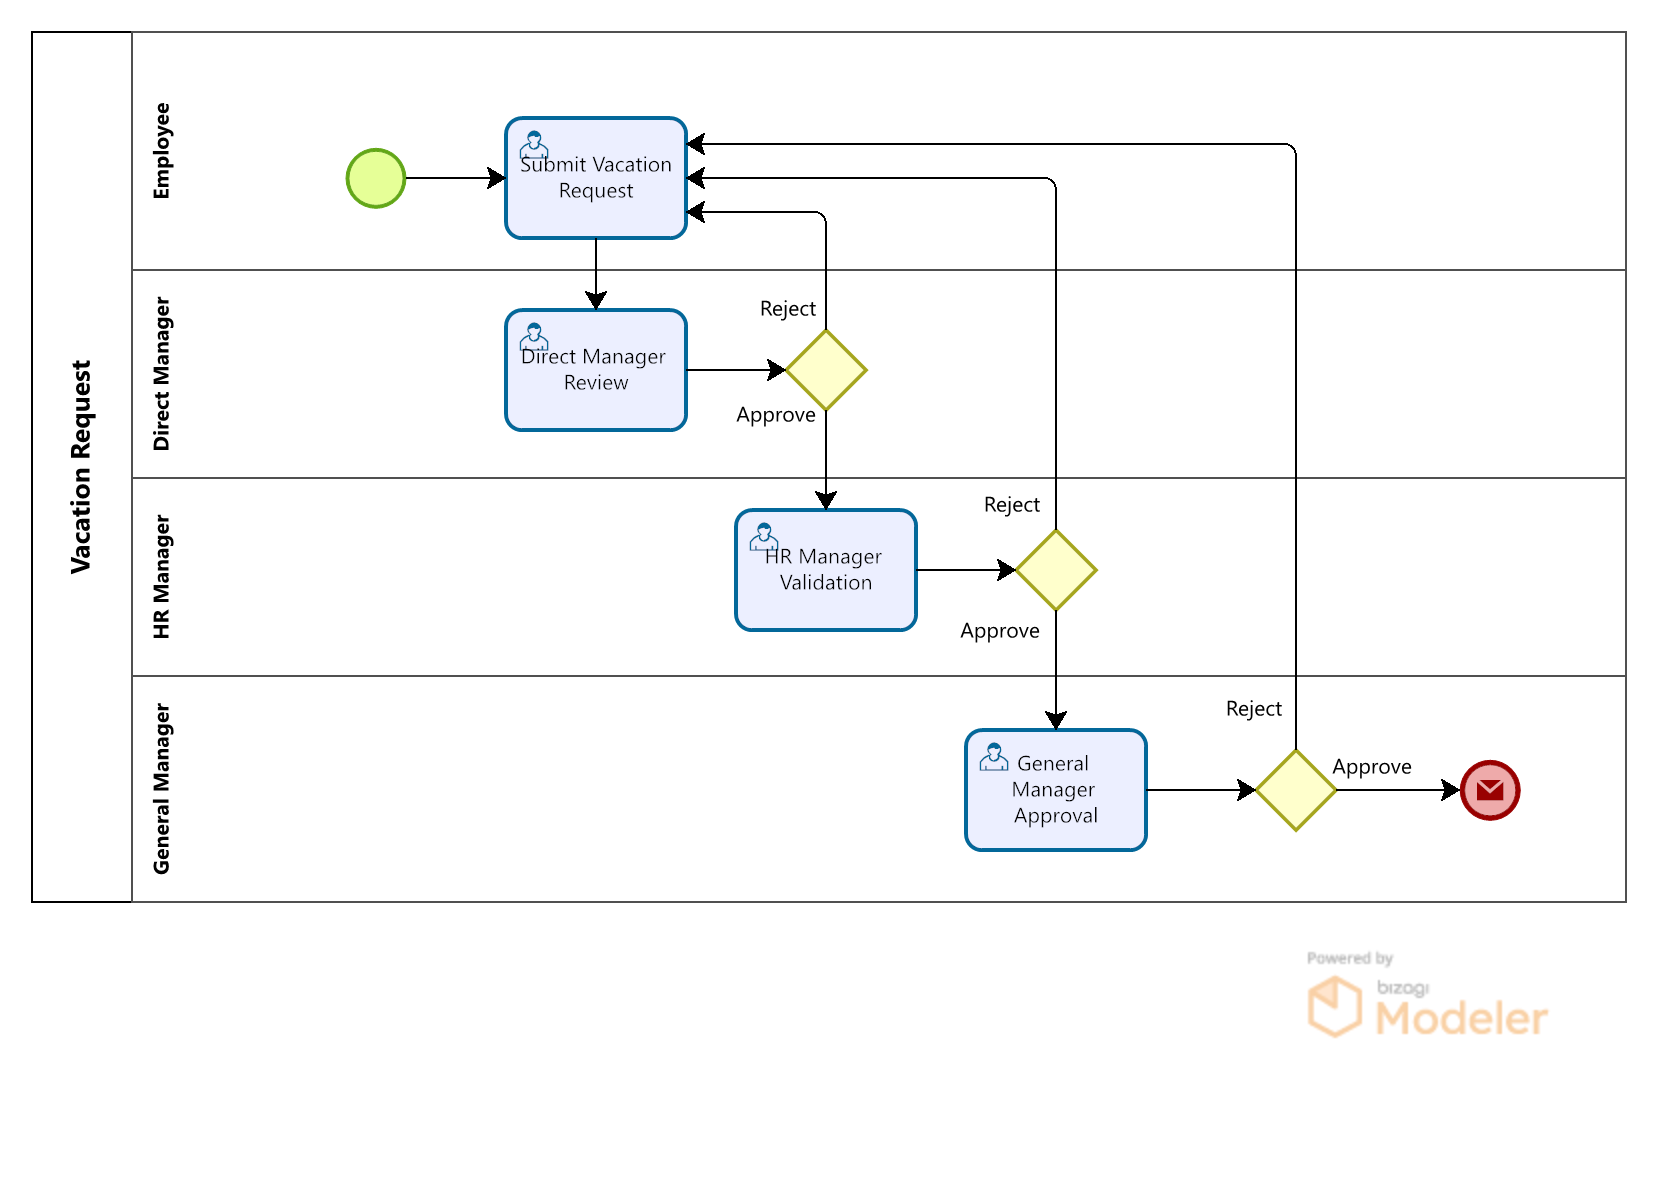 Vacation Request
Employee
Submit Vacation
Request
Direct Manager
Direct Manager
Review
Reject
Approve
HR Manager
HR Manager
Validation
Reject
Approve
General Manager
General
Manager
Approval
Reject
Approve
Powered by
bizagi
Modeler